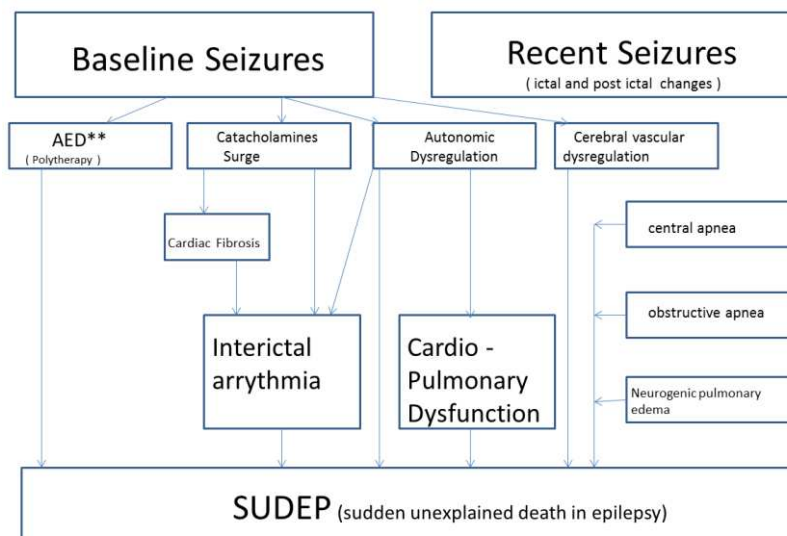 Baseline Seizures
Recent Seizures
( ictal and post ictal changes )
AED**
( Polytherapy )
Catacholamines
Surge
Autonomic
Dysregulation
Cerebral vascular
dysregulation
Cardiac Fibrosis
central apnea
obstructive apnea
Neurogenic pulmonary
edema
Interictal
arrythmia
Cardio -
Pulmonary
Dysfunction
SUDEP (sudden unexplained death in epilepsy)